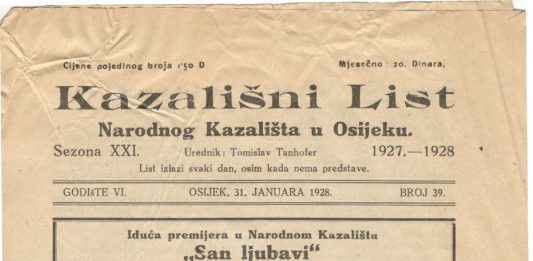 Cijene pojedinog broja 1·50 D
Mjesečno : 20. Dinara.
Kazališni List
Narodnog Kazališta u Osijeku.
Sezona XXI.
Urednik: Tomislav Tanhofer
1927.—1928
List izlazi svaki dan, osim kada nema predstave.
GODIŠTE VI.
OSIJEK, 31. JANUARA 1928.
BROJ 39.
Iduća premijera u Narodnom Kazalištu
„San ljubavi“